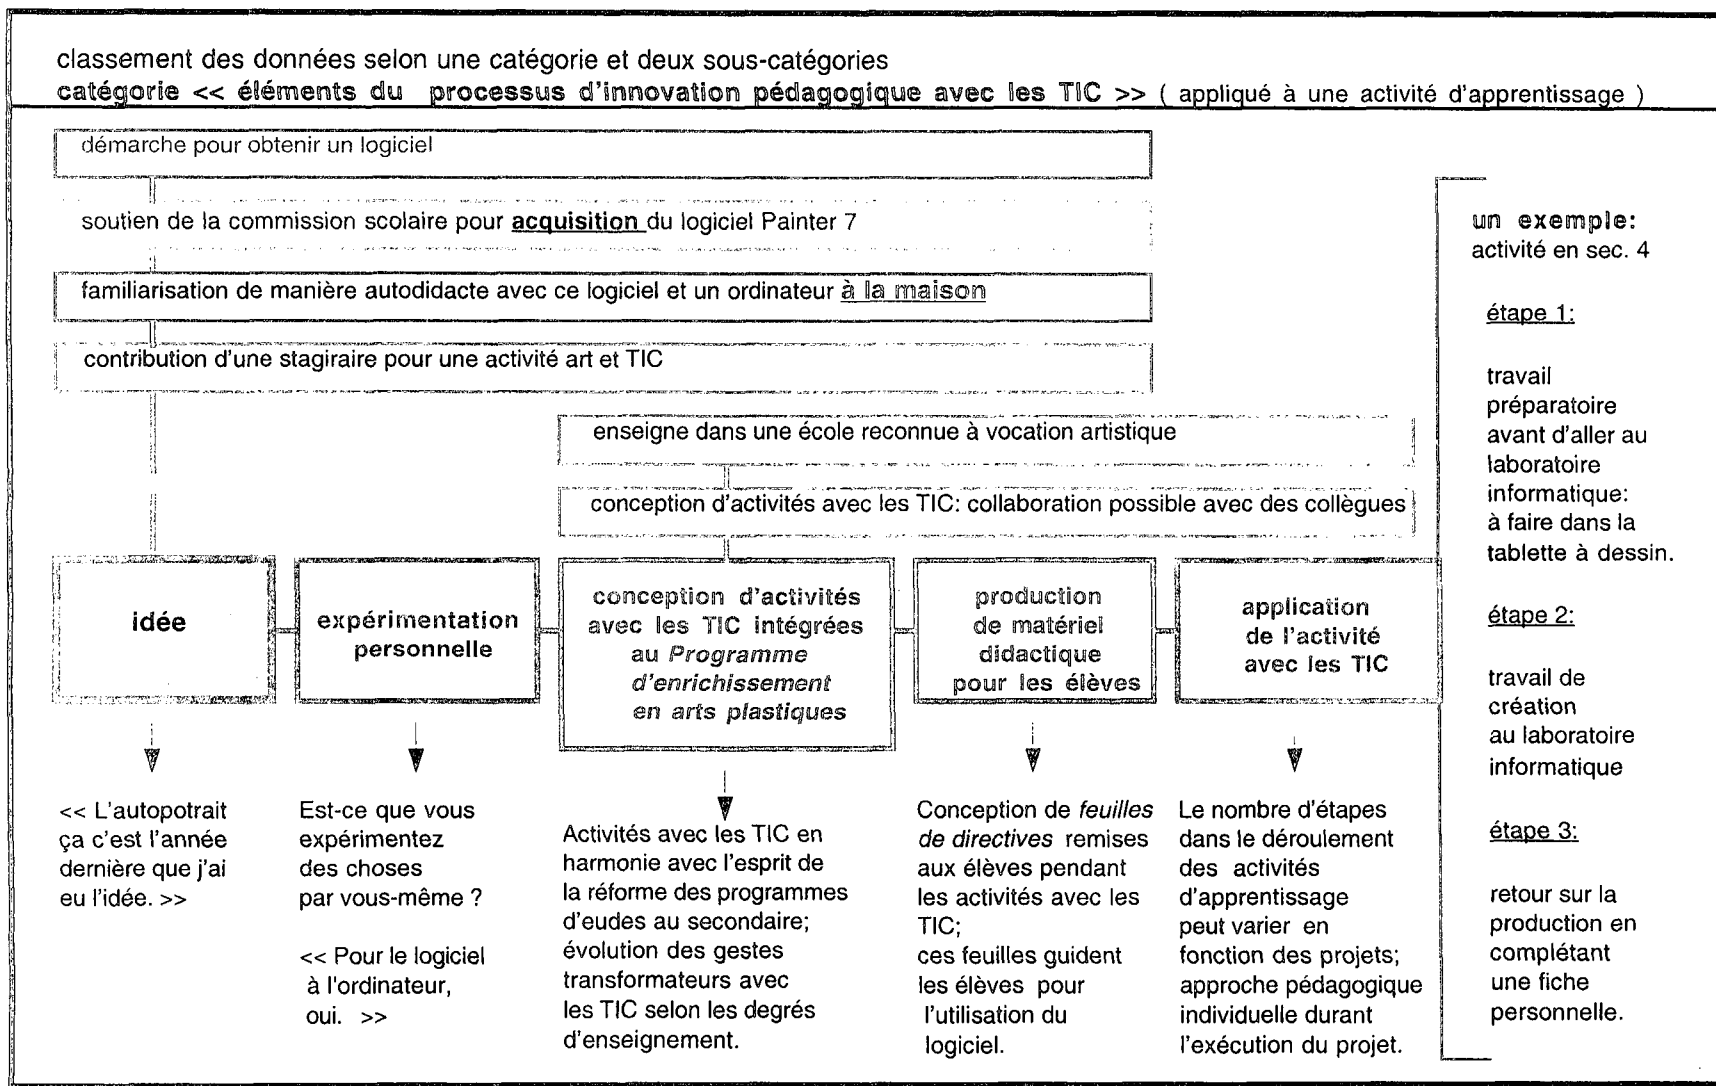 classement des données selon une catégorie et deux sous-catégories
catégorie << éléments du processus d'innovation pédagogique avec les TIC >> ( appliqué à une activité d'apprentissage )
démarche pour obtenir un logiciel
soutien de la commission scolaire pour acquisition du logiciel Painter 7
familiarisation de manière autodidacte avec ce logiciel et un ordinateur à la maison
contribution d'une stagiraire pour une activité art et TIC
enseigne dans une école reconnue à vocation artistique
conception d'activités avec les TIC: collaboration possible avec des collègues
idée
expérimentation
personnelle
conception d'activités
avec les TIC intégrées
au Programme
d'enrichissement
en arts plastiques
production
de matériel
didactique
pour les élèves
application
de l'activité
avec les TIC
<< L'autopotrait
ça c'est l'année
dernière que j'ai
eu l'idée. >>
Est-ce que vous
expérimentez
des choses
par vous-même ?
<< Pour le logiciel
à l'ordinateur,
oui. >>
Activités avec les TIC en
harmonie avec l'esprit de
la réforme des programmes
d'eudes au secondaire;
évolution des gestes
transformateurs avec
les TIC selon les degrés
d'enseignement.
Conception de feuilles
de directives remises
aux élèves pendant
les activités avec les
TIC;
ces feuilles guident
les élèves pour
l'utilisation du
logiciel.
Le nombre d'étapes
dans le déroulement
des activités
d'apprentissage
peut varier en
fonction des projets;
approche pédagogique
individuelle durant
l'exécution du projet.
un exemple:
activité en sec. 4
étape 1:
travail
préparatoire
avant d'aller au
laboratoire
informatique:
à faire dans la
tablette à dessin.
étape 2:
travail de
création
au laboratoire
informatique
étape 3:
retour sur la
production en
complétant
une fiche
personnelle.